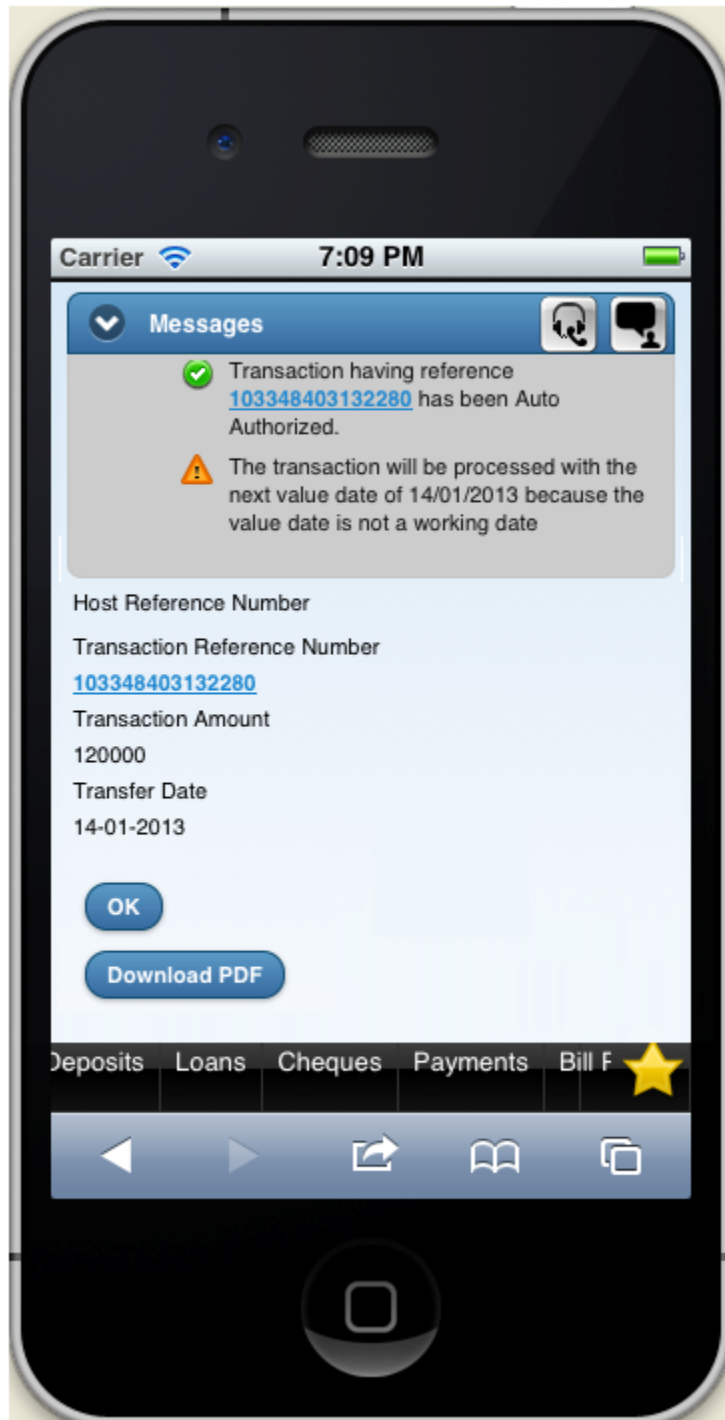 Carrier 7:09 PM
Messages
Transaction having reference
103348403132280 has been Auto
Authorized.
The transaction will be processed with the
next value date of 14/01/2013 because the
value date is not a working date
Host Reference Number
Transaction Reference Number
103348403132280
Transaction Amount
120000
Transfer Date
14-01-2013
OK
Download PDF
Deposits Loans Cheques Payments Bill